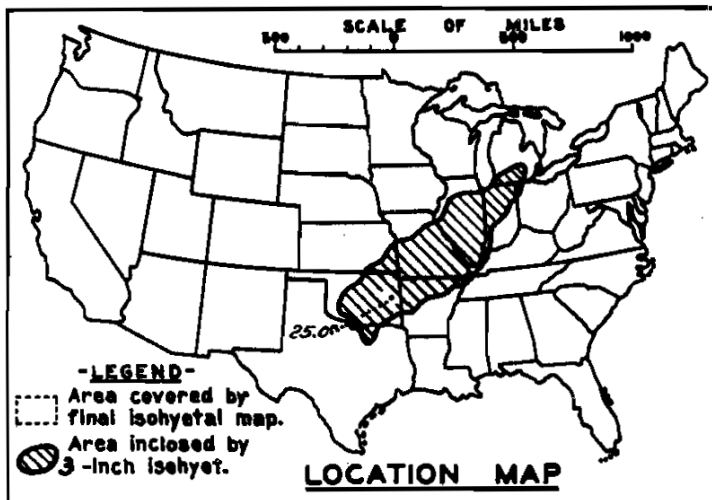 SCALE OF MILES
500 0 500 1000
25.0"
-LEGEND-
Area covered by
final isohyetal map.
Area inclosed by
3-inch isohyet.
LOCATION MAP